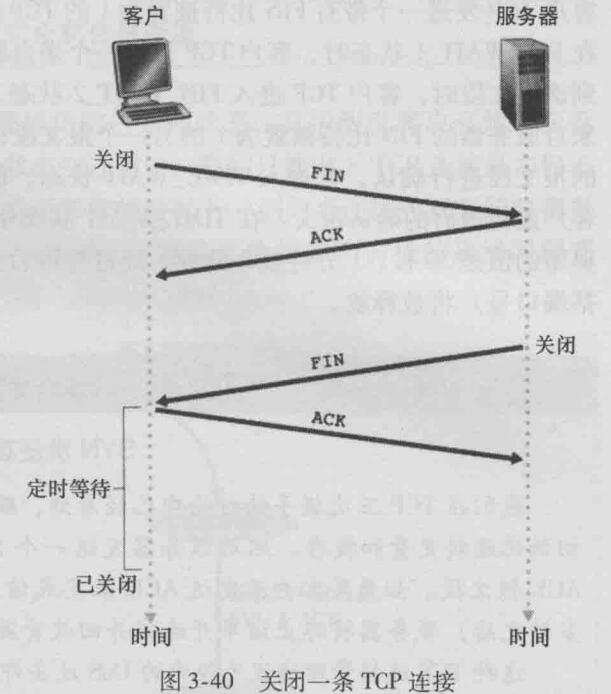 客户
服务器
关闭
FIN
ACK
关闭
FIN
ACK
定时等待
已关闭
时间
时间
图 3-40 关闭一条 TCP 连接